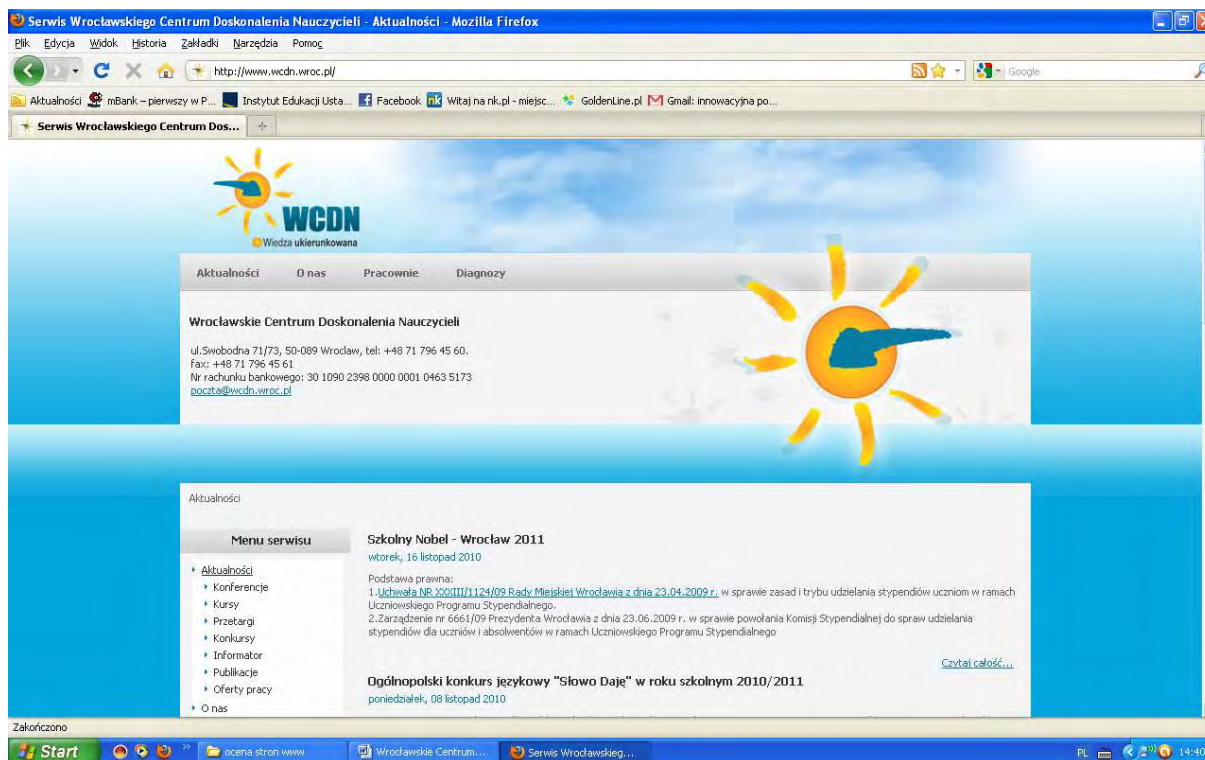 Serwis Wrocławskiego Centrum Doskonalenia Nauczycieli - Aktualności - Mozilla Firefox
Plik Edycja Widok Historia Zakładki Narzędzia Pomoc
http://www.wcdn.wroc.pl/ Google
Aktualności mBank – pierwszy w P... Instytut Edukacji Usta... Facebook nk Witaj na nk.pl - miejsc... GoldenLine.pl Gmail: innowacyjna po...
Serwis Wrocławskiego Centrum Dos...
WCDN
Wiedza ukierunkowana
Aktualności O nas Pracownie Diagnozy
Wrocławskie Centrum Doskonalenia Nauczycieli
ul.Swobodna 71/73, 50-089 Wroclaw, tel: +48 71 796 45 60.
fax: +48 71 796 45 61
Nr rachunku bankowego: 30 1090 2398 0000 0001 0463 5173
poczta@wcdn.wroc.pl
Aktualności
Menu serwisu
Aktualności
Konferencje
Kursy
Przetargi
Konkursy
Informator
Publikacje
Oferty pracy
O nas
Szkolny Nobel - Wrocław 2011
wtorek, 16 listopad 2010
Podstawa prawna:
1.Uchwała NR XXXIII/1124/09 Rady Miejskiej Wrocławia z dnia 23.04.2009 r. w sprawie zasad i trybu udzielania stypendiów uczniom w ramach
Uczniowskiego Programu Stypendialnego.
2.Zarządzenie nr 6661/09 Prezydenta Wrocławia z dnia 23.06.2009 r. w sprawie powołania Komisji Stypendialnej do spraw udzielania
stypendiów dla uczniów i absolwentów w ramach Uczniowskiego Programu Stypendialnego
Czytaj całość...
Ogólnopolski konkurs językowy "Słowo Daję" w roku szkolnym 2010/2011
poniedziałek, 08 listopad 2010
Zakończono
Start ocena stron www Wrocławskie Centrum... Serwis Wrocławskieg... PL 14:40